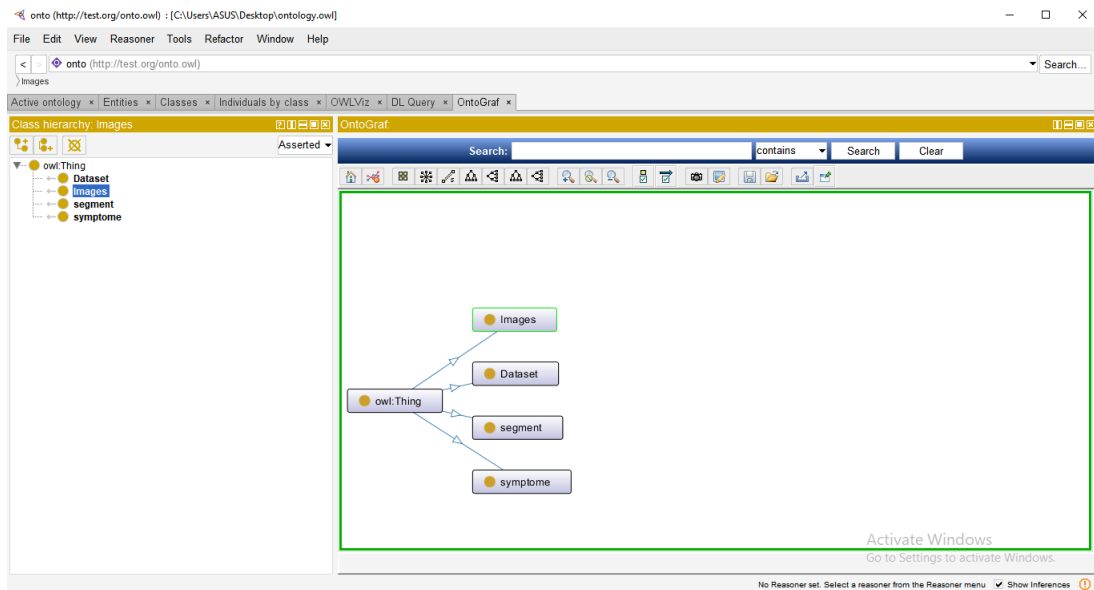 onto (http://test.org/onto.owl) : [C:\Users\ASUS\Desktop\ontology.owl]
File Edit View Reasoner Tools Refactor Window Help
< > onto (http://test.org/onto.owl) Search...
Images
Active ontology × Entities × Classes × Individuals by class × OWLViz × DL Query × OntoGraf ×
Class hierarchy: Images
Asserted
owl:Thing
Dataset
Images
segment
symptome
OntoGraf:
Search: contains Search Clear
Images
Dataset
owl:Thing
segment
symptome
Activate Windows
Go to Settings to activate Windows.
No Reasoner set. Select a reasoner from the Reasoner menu Show Inferences